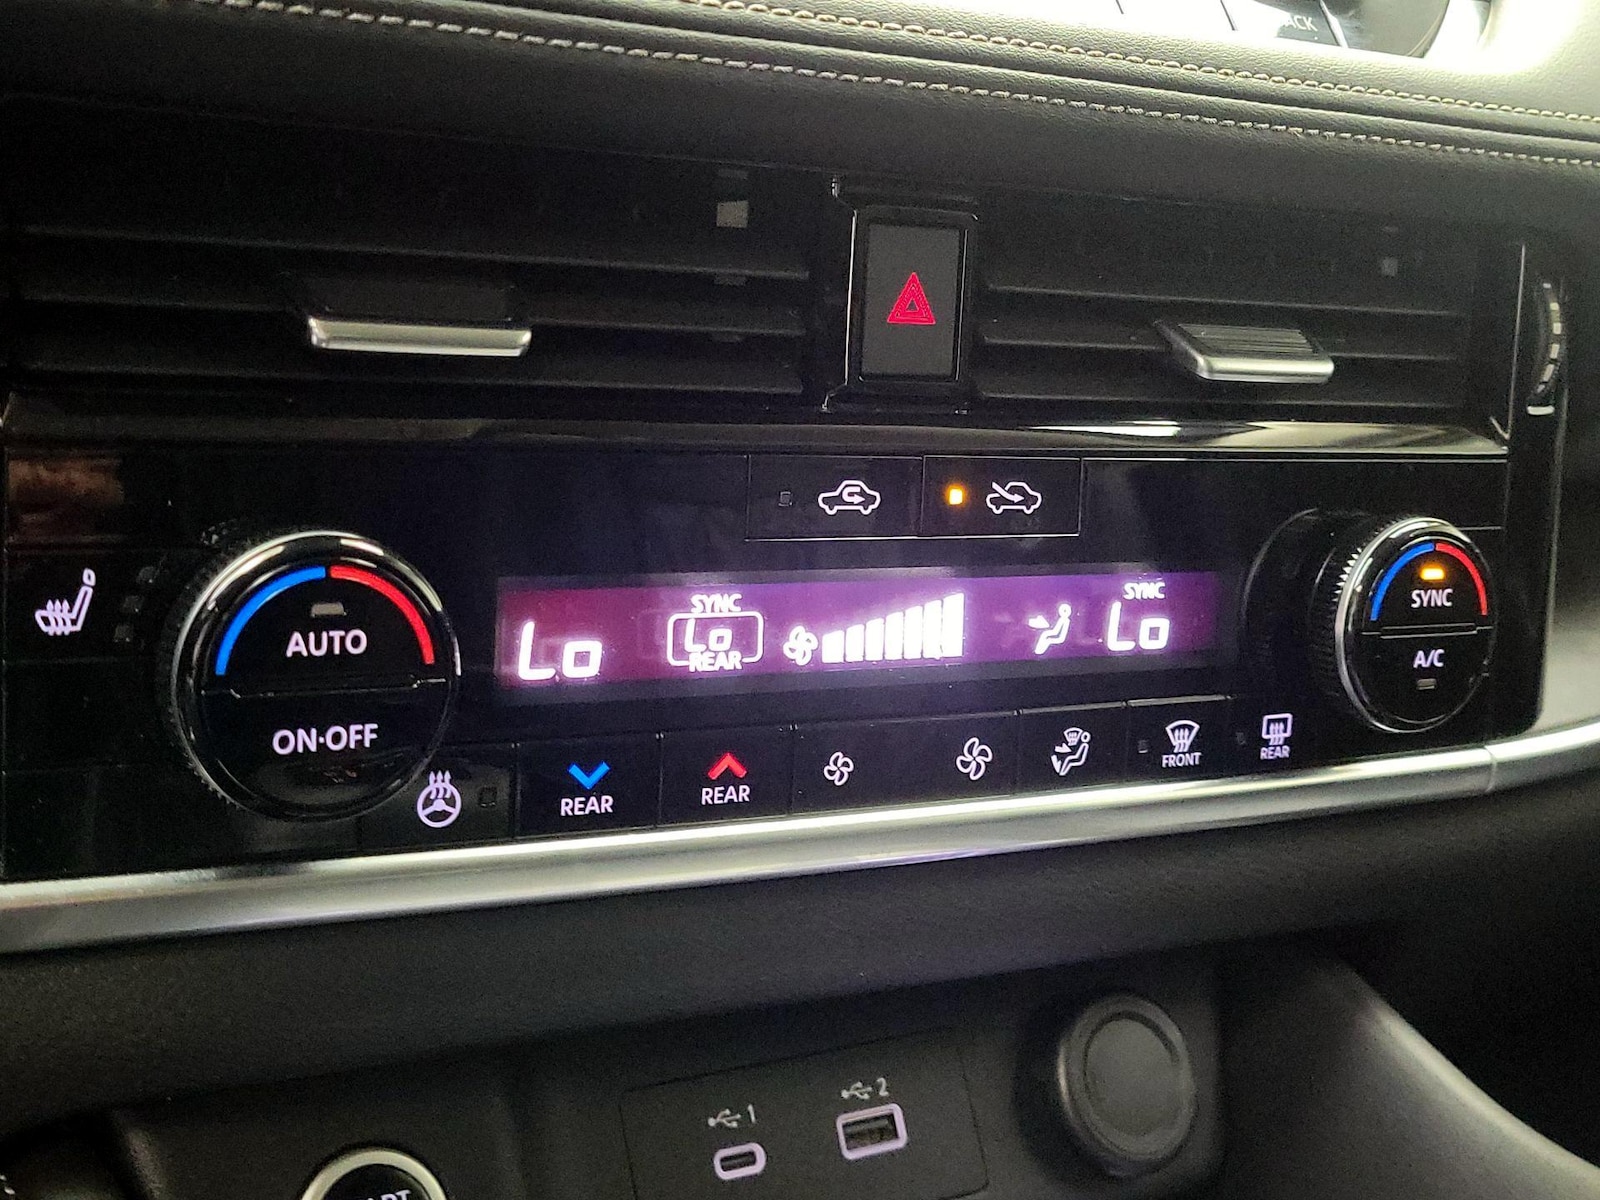 SYNC
SYNC
SYNC
AUTO
Lo
Lo
REAR
Lo
A/C
ON·OFF
REAR
REAR
FRONT
REAR
1
2